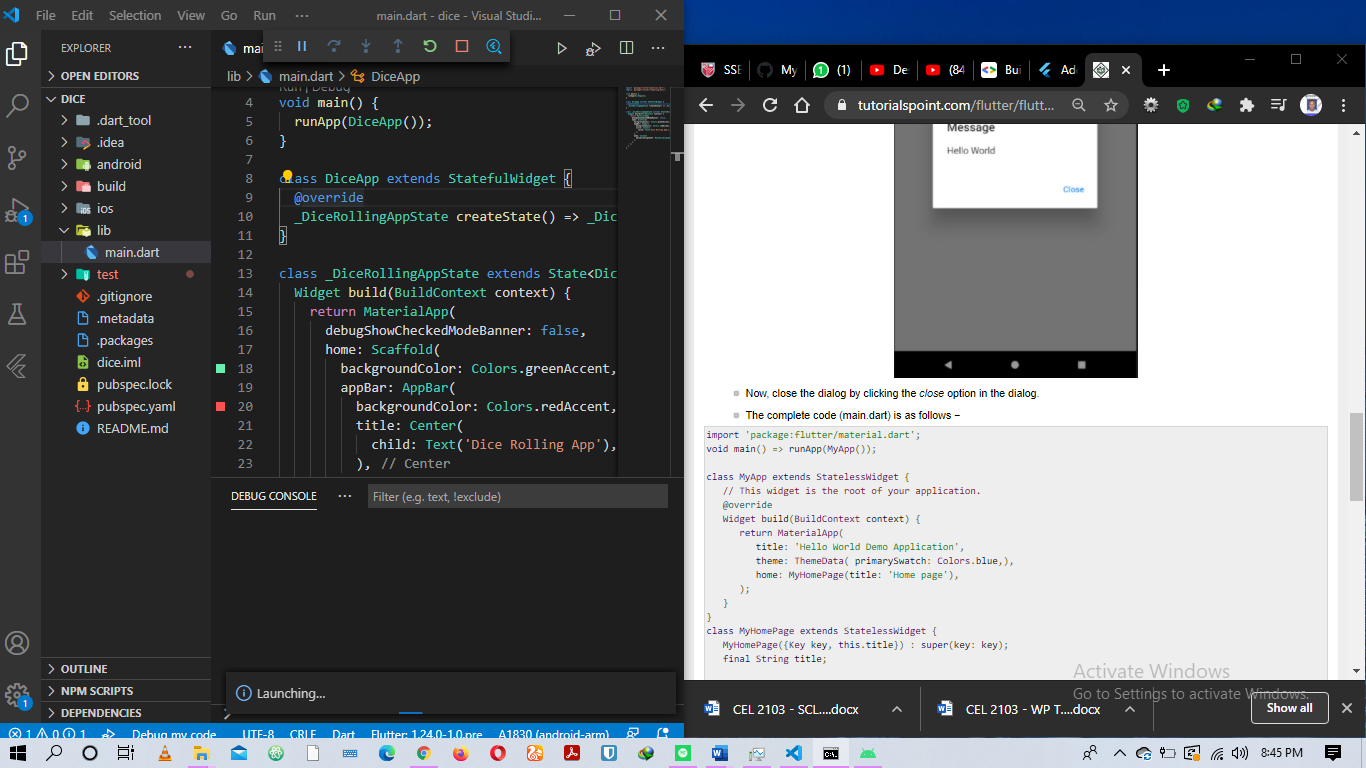 File Edit Selection View Go Run ··· main.dart - dice - Visual Studi...
EXPLORER ···
OPEN EDITORS
DICE
.dart_tool
.idea
android
build
ios
lib
main.dart
test
.gitignore
.metadata
.packages
dice.iml
pubspec.lock
pubspec.yaml
README.md
OUTLINE
NPM SCRIPTS
DEPENDENCIES
1
1
mai
lib > main.dart > DiceApp
Run | Debug
4 void main() {
5 runApp(DiceApp());
6 }
7
8 class DiceApp extends StatefulWidget {
9 @override
10 _DiceRollingAppState createState() => _Dic
11 }
12
13 class _DiceRollingAppState extends State<Dic
14 Widget build(BuildContext context) {
15 return MaterialApp(
16 debugShowCheckedModeBanner: false,
17 home: Scaffold(
18 backgroundColor: Colors.greenAccent,
19 appBar: AppBar(
20 backgroundColor: Colors.redAccent,
21 title: Center(
22 child: Text('Dice Rolling App'),
23 ), // Center
DEBUG CONSOLE ··· Filter (e.g. text, !exclude)
Launching...
1 0 1 Debug my code UTF-8 CRLF Dart Flutter: 1.24.0-1.0.pre A1830 (android-arm)
SSE My (1) De (84 Bui Ad
tutorialspoint.com/flutter/flutt...
Message
Hello World
Close
Now, close the dialog by clicking the close option in the dialog.
The complete code (main.dart) is as follows −
import 'package:flutter/material.dart';
void main() => runApp(MyApp());
class MyApp extends StatelessWidget {
// This widget is the root of your application.
@override
Widget build(BuildContext context) {
return MaterialApp(
title: 'Hello World Demo Application',
theme: ThemeData( primarySwatch: Colors.blue,),
home: MyHomePage(title: 'Home page'),
);
}
}
class MyHomePage extends StatelessWidget {
MyHomePage({Key key, this.title}) : super(key: key);
final String title;
Activate Windows
Go to Settings to activate Windows.
CEL 2103 - SCL....docx CEL 2103 - WP T....docx Show all
8:45 PM